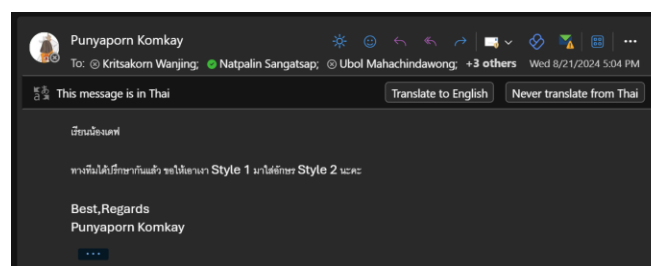 Punyaporn Komkay
To: Kritsakorn Wanjing; Natpalin Sangatsap; Ubol Mahachindawong; +3 others Wed 8/21/2024 5:04 PM
This message is in Thai Translate to English Never translate from Thai
เรียนน้องเดฟ
ทางทีมได้ปรึกษากันแล้ว ขอให้เอาเงา Style 1 มาใส่อักษร Style 2 นะคะ
Best,Regards
Punyaporn Komkay